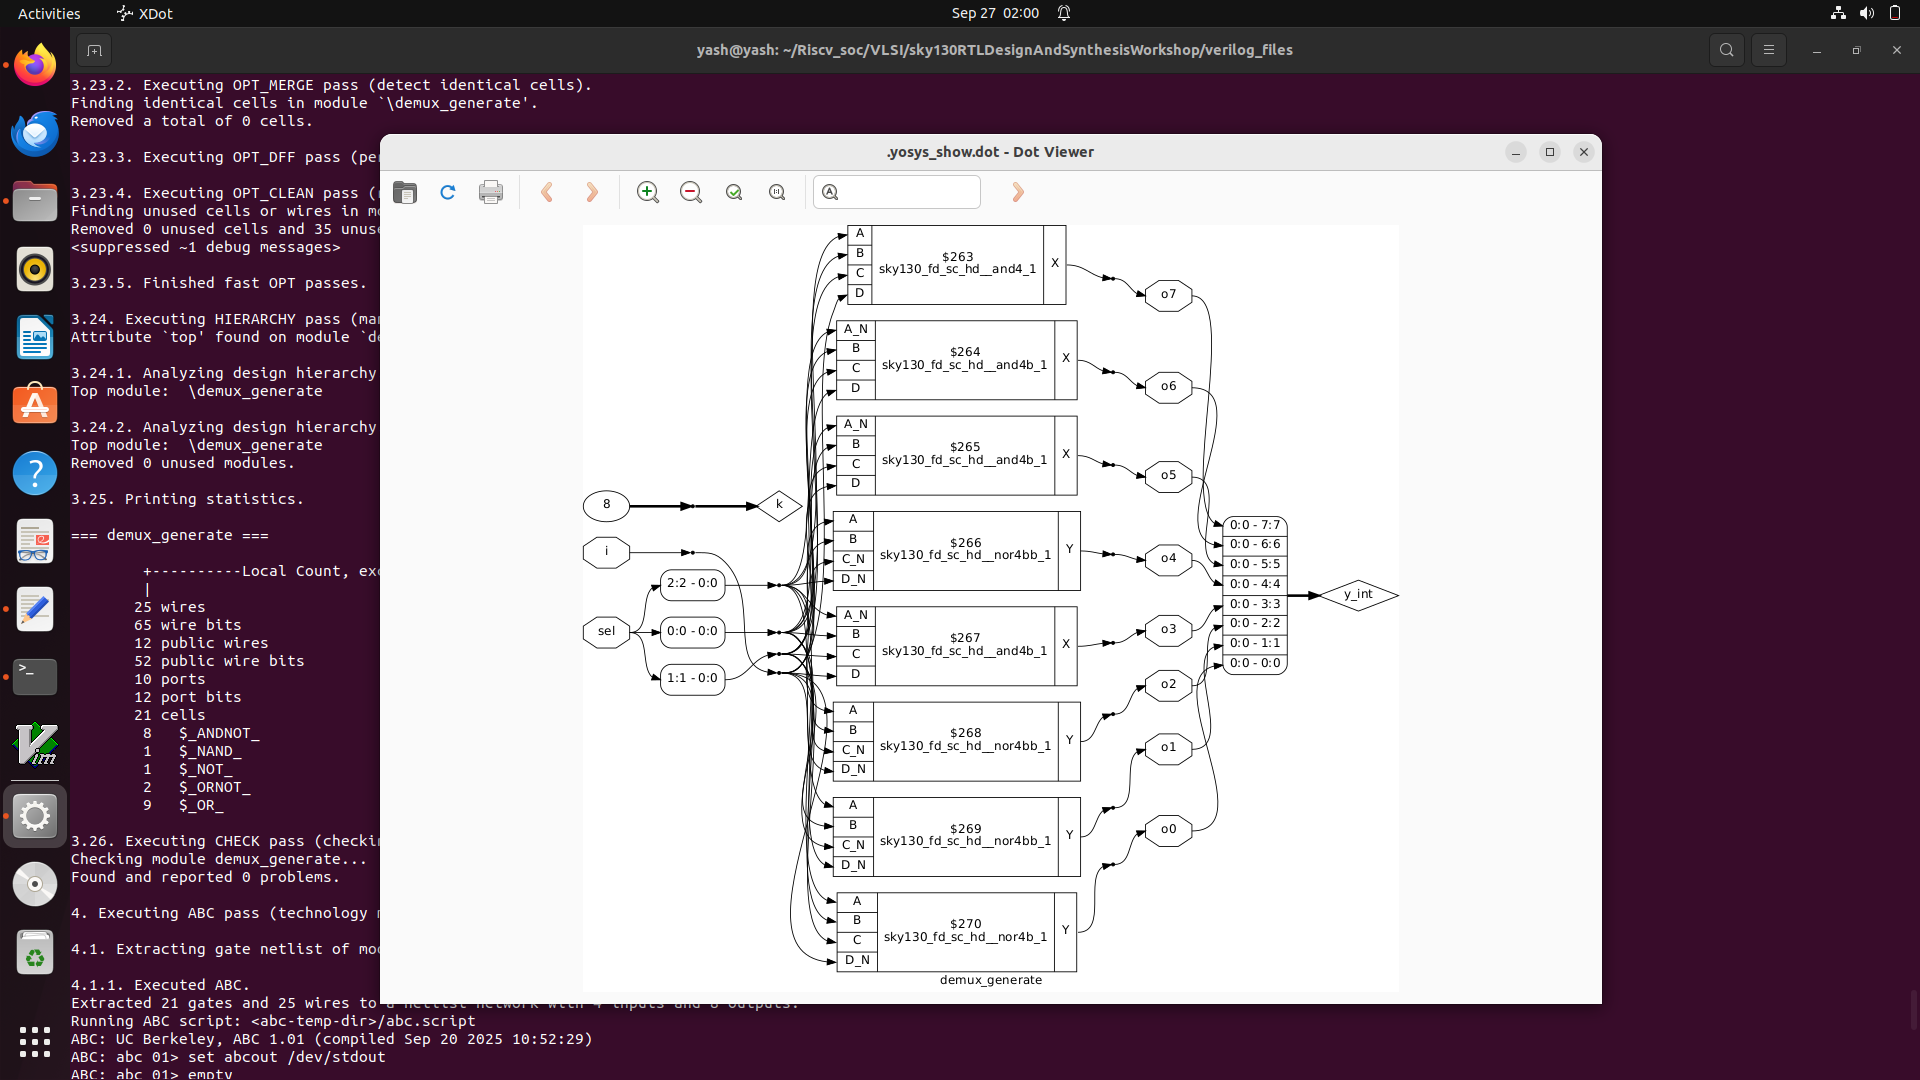 Activities
XDot
Sep 27 02:00
yash@yash: ~/Riscv_soc/VLSI/sky130RTLDesignAndSynthesisWorkshop/verilog_files
3.23.2. Executing OPT_MERGE pass (detect identical cells).
Finding identical cells in module `\demux_generate'.
Removed a total of 0 cells.
3.23.3. Executing OPT_DFF pass (pe
3.23.4. Executing OPT_CLEAN pass (
Finding unused cells or wires in m
Removed 0 unused cells and 35 unus
<suppressed ~1 debug messages>
3.23.5. Finished fast OPT passes.
3.24. Executing HIERARCHY pass (ma
Attribute `top' found on module `d
3.24.1. Analyzing design hierarchy
Top module:  \demux_generate
3.24.2. Analyzing design hierarchy
Top module:  \demux_generate
Removed 0 unused modules.
3.25. Printing statistics.
=== demux_generate ===
+----------Local Count, exc
|
25 wires
65 wire bits
12 public wires
52 public wire bits
10 ports
12 port bits
21 cells
8   $_ANDNOT_
1   $_NAND_
1   $_NOT_
2   $_ORNOT_
9   $_OR_
3.26. Executing CHECK pass (checki
Checking module demux_generate...
Found and reported 0 problems.
4. Executing ABC pass (technology
4.1. Extracting gate netlist of mo
4.1.1. Executed ABC.
Extracted 21 gates and 25 wires to a netlist network with 4 inputs and 8 outputs.
Running ABC script: <abc-temp-dir>/abc.script
ABC: UC Berkeley, ABC 1.01 (compiled Sep 20 2025 10:52:29)
ABC: abc 01> set abcout /dev/stdout
ABC: abc 01> empty
.yosys_show.dot - Dot Viewer
8
k
i
sel
2:2 - 0:0
0:0 - 0:0
1:1 - 0:0
A
B
C
D
$263
sky130_fd_sc_hd__and4_1
X
o7
A_N
B
C
D
$264
sky130_fd_sc_hd__and4b_1
X
o6
A_N
B
C
D
$265
sky130_fd_sc_hd__and4b_1
X
o5
A
B
C_N
D_N
$266
sky130_fd_sc_hd__nor4bb_1
Y
o4
A_N
B
C
D
$267
sky130_fd_sc_hd__and4b_1
X
o3
A
B
C_N
D_N
$268
sky130_fd_sc_hd__nor4bb_1
Y
o2
A
B
C_N
D_N
$269
sky130_fd_sc_hd__nor4bb_1
Y
o1
A
B
C
D_N
$270
sky130_fd_sc_hd__nor4b_1
Y
o0
0:0 - 7:7
0:0 - 6:6
0:0 - 5:5
0:0 - 4:4
0:0 - 3:3
0:0 - 2:2
0:0 - 1:1
0:0 - 0:0
y_int
demux_generate